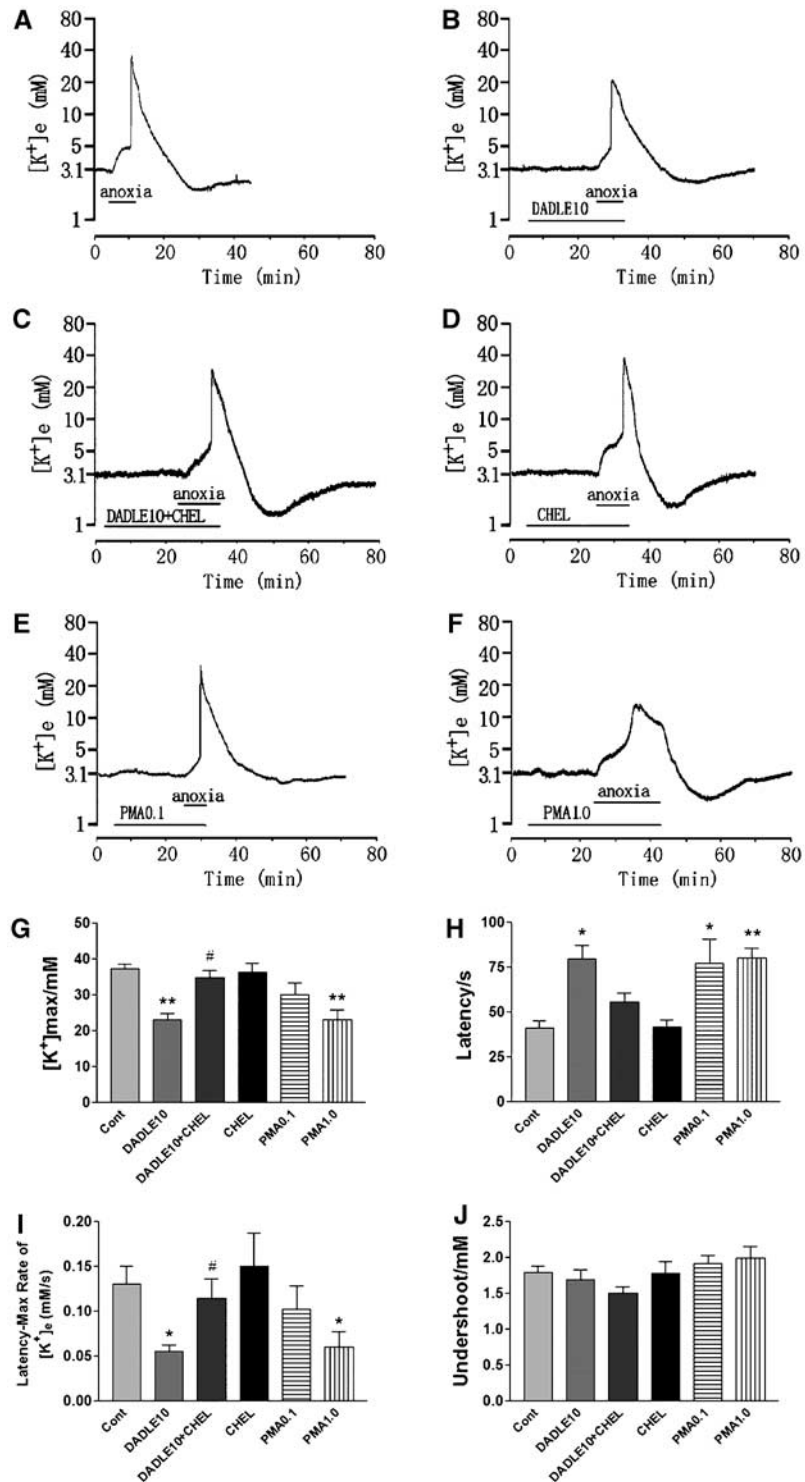 A
80
40
20
10
5
3.1
1
[K+]e (mM)
anoxia
0 20 40 60 80
Time (min)
B
80
40
20
10
5
3.1
1
[K+]e (mM)
anoxia
DADLE10
0 20 40 60 80
Time (min)
C
80
40
20
10
5
3.1
1
[K+]e (mM)
anoxia
DADLE10+CHEL
0 20 40 60 80
Time (min)
D
80
40
20
10
5
3.1
1
[K+]e (mM)
anoxia
CHEL
0 20 40 60 80
Time (min)
E
80
40
20
10
5
3.1
1
[K+]e (mM)
anoxia
PMA0.1
0 20 40 60 80
Time (min)
F
80
40
20
10
5
3.1
1
[K+]e (mM)
anoxia
PMA1.0
0 20 40 60 80
Time (min)
G
50
40
30
20
10
0
[K+]max/mM
**
#
**
Cont
DADLE10
DADLE10+CHEL
CHEL
PMA0.1
PMA1.0
H
100
75
50
25
0
Latency/s
*
*
**
Cont
DADLE10
DADLE10+CHEL
CHEL
PMA0.1
PMA1.0
I
0.20
0.15
0.10
0.05
0.00
Latency-Max Rate of
[K+]e (mM/s)
*
#
*
Cont
DADLE10
DADLE10+CHEL
CHEL
PMA0.1
PMA1.0
J
2.5
2.0
1.5
1.0
0.5
0.0
Undershoot/mM
Cont
DADLE10
DADLE10+CHEL
CHEL
PMA0.1
PMA1.0